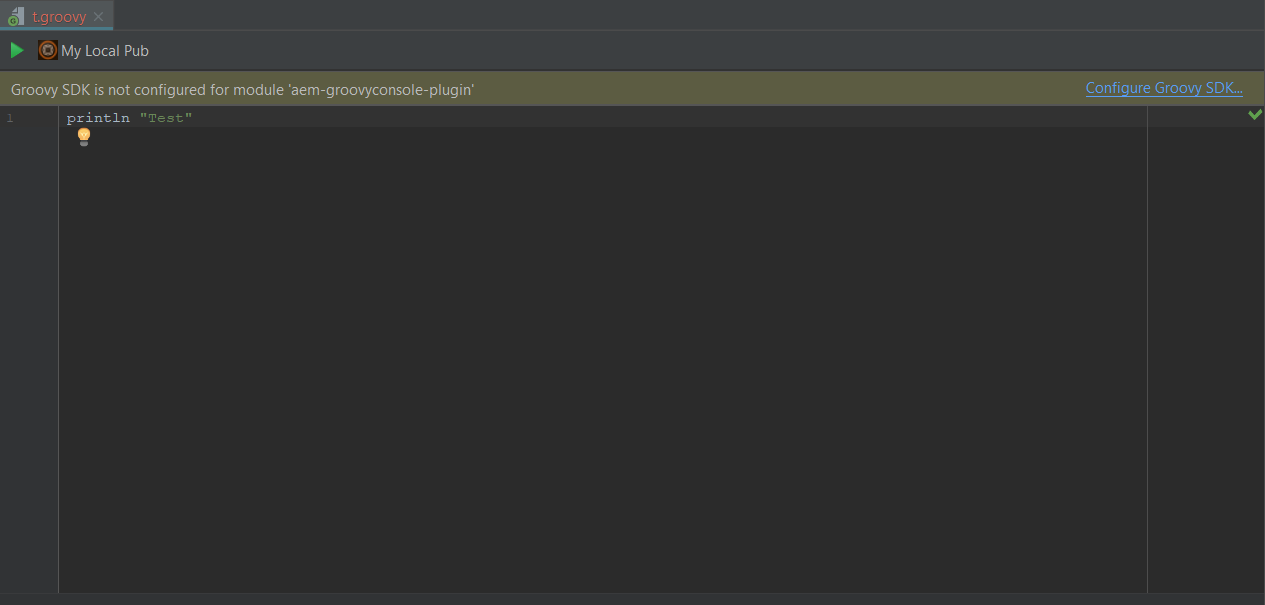 t.groovy
My Local Pub
Groovy SDK is not configured for module 'aem-groovyconsole-plugin'
Configure Groovy SDK...
1
println "Test"